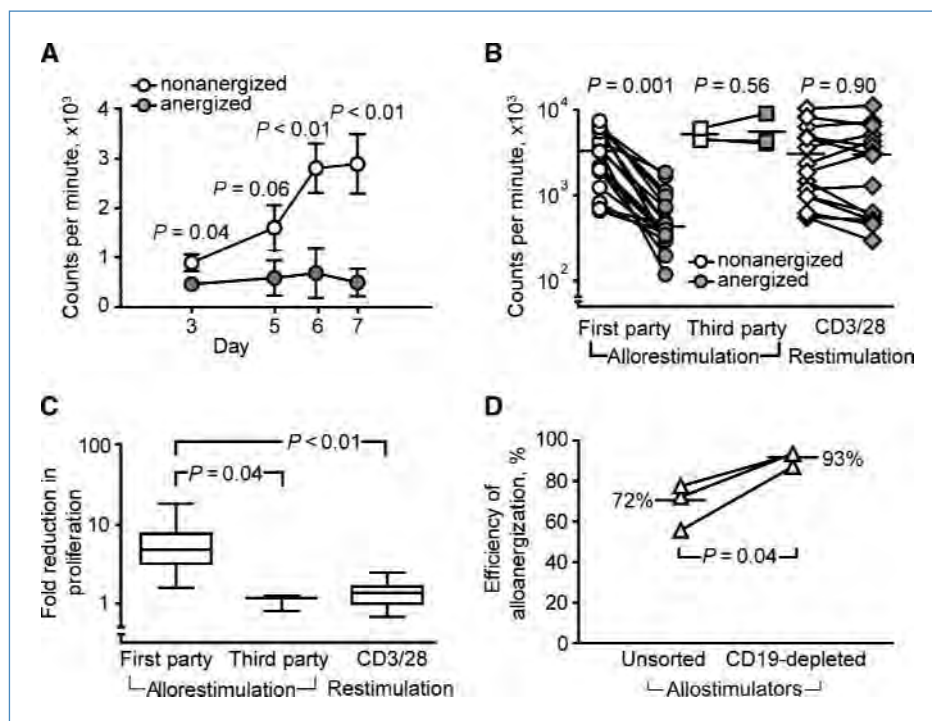 A
nonanergized
anergized
Counts per minute, x10³
4
3
2
1
0
P = 0.04
P = 0.06
P < 0.01
P < 0.01
3 5 6 7
Day
B
P = 0.001 P = 0.56 P = 0.90
Counts per minute, x10³
10⁴
10³
10²
nonanergized
anergized
First party Third party CD3/28
Allorestimulation Restimulation
C
Fold reduction in
proliferation
100
10
1
P < 0.01
P = 0.04
First party Third party CD3/28
Allorestimulation Restimulation
D
Efficiency of
alloanergization, %
100
80
60
40
20
0
72%
93%
P = 0.04
Unsorted CD19-depleted
Allostimulators